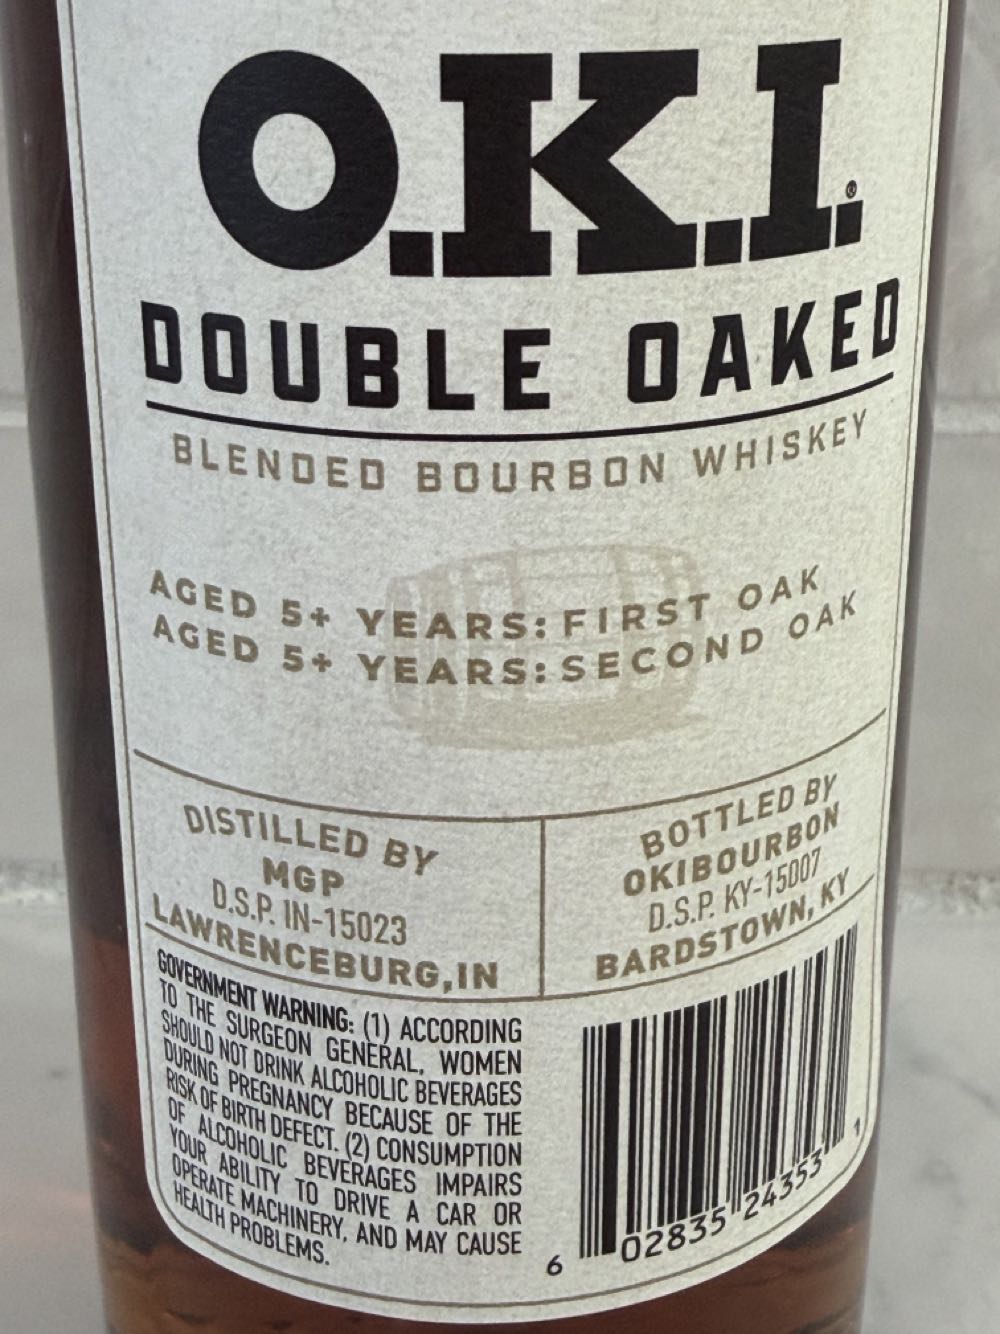 O.K.I.®
DOUBLE OAKED
BLENDED BOURBON WHISKEY
AGED 5+ YEARS: FIRST OAK
AGED 5+ YEARS: SECOND OAK
DISTILLED BY
MGP
D.S.P. IN-15023
LAWRENCEBURG, IN
BOTTLED BY
OKIBOURBON
D.S.P. KY-15007
BARDSTOWN, KY
GOVERNMENT WARNING: (1) ACCORDING
TO THE SURGEON GENERAL, WOMEN
SHOULD NOT DRINK ALCOHOLIC BEVERAGES
DURING PREGNANCY BECAUSE OF THE
RISK OF BIRTH DEFECT. (2) CONSUMPTION
OF ALCOHOLIC BEVERAGES IMPAIRS
YOUR ABILITY TO DRIVE A CAR OR
OPERATE MACHINERY, AND MAY CAUSE
HEALTH PROBLEMS.
6 02835 24353 1